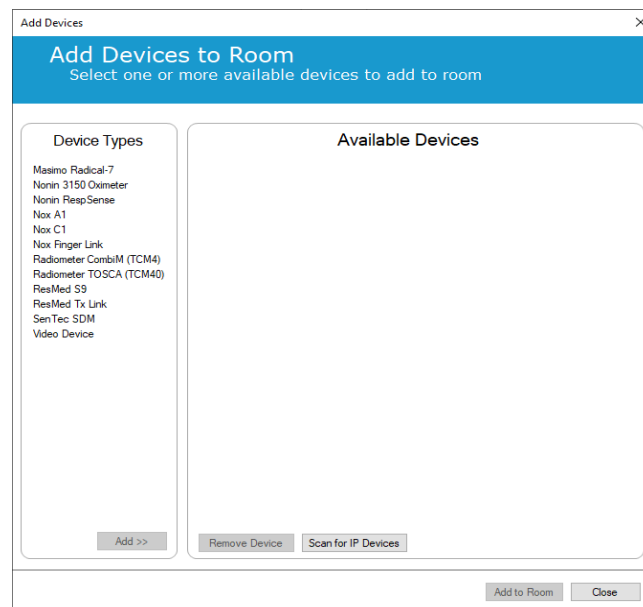 Add Devices
Add Devices to Room
Select one or more available devices to add to room
Device Types
Masimo Radical-7
Nonin 3150 Oximeter
Nonin RespSense
Nox A1
Nox C1
Nox Finger Link
Radiometer CombiM (TCM4)
Radiometer TOSCA (TCM40)
ResMed S9
ResMed Tx Link
SenTec SDM
Video Device
Add >>
Available Devices
Remove Device
Scan for IP Devices
Add to Room
Close